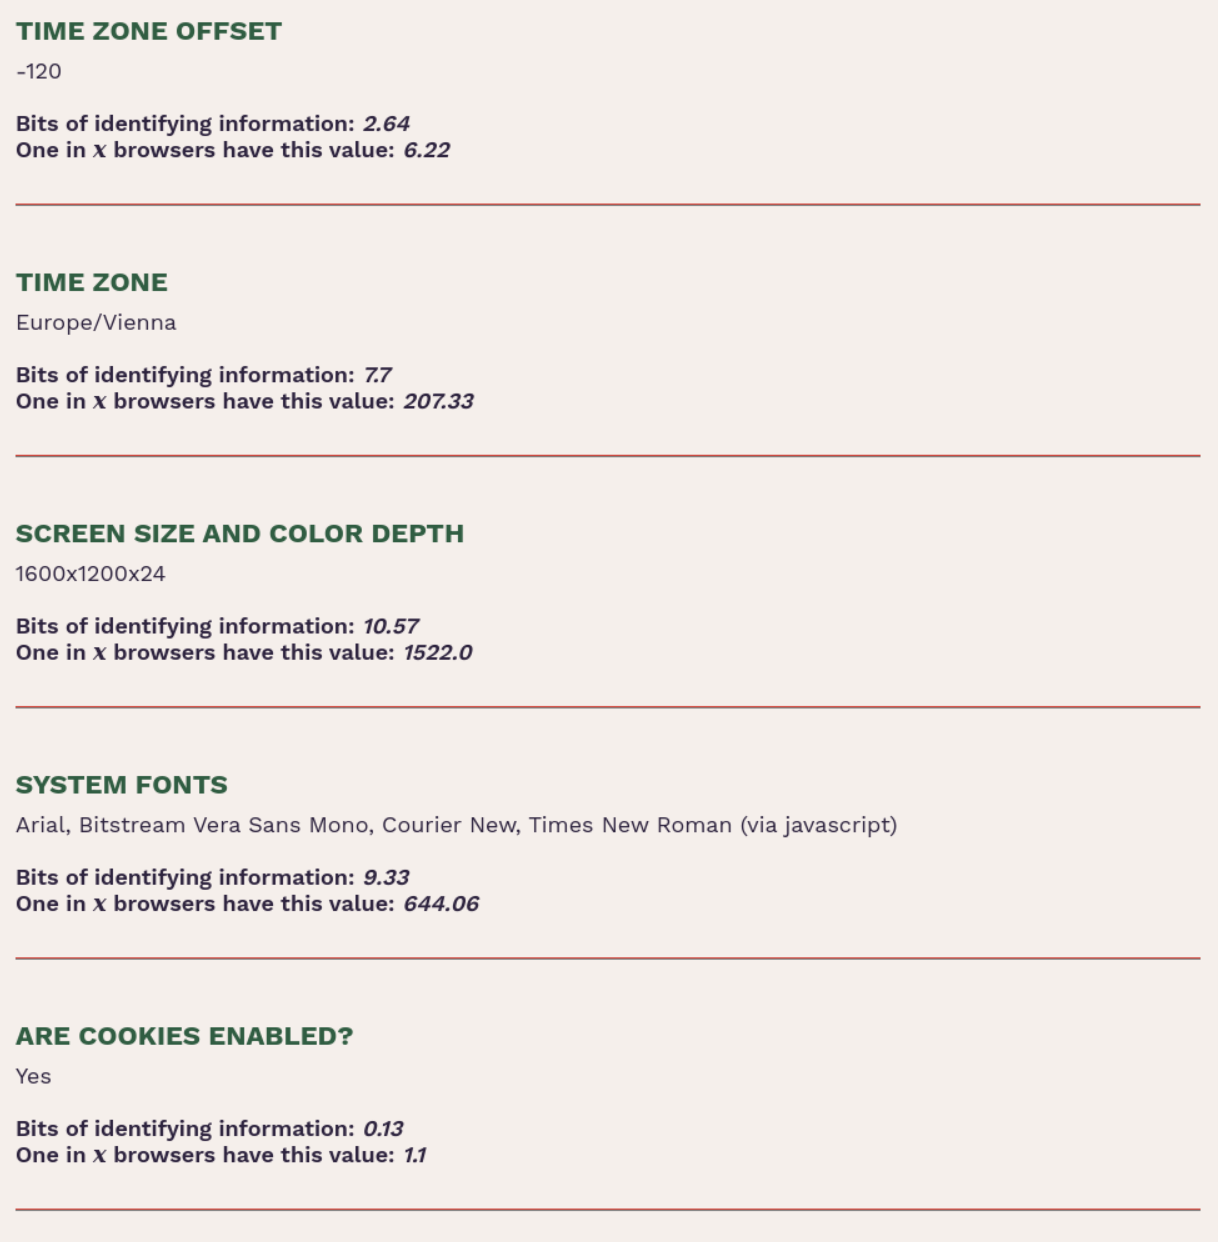 TIME ZONE OFFSET
-120
Bits of identifying information: 2.64
One in x browsers have this value: 6.22
TIME ZONE
Europe/Vienna
Bits of identifying information: 7.7
One in x browsers have this value: 207.33
SCREEN SIZE AND COLOR DEPTH
1600x1200x24
Bits of identifying information: 10.57
One in x browsers have this value: 1522.0
SYSTEM FONTS
Arial, Bitstream Vera Sans Mono, Courier New, Times New Roman (via javascript)
Bits of identifying information: 9.33
One in x browsers have this value: 644.06
ARE COOKIES ENABLED?
Yes
Bits of identifying information: 0.13
One in x browsers have this value: 1.1